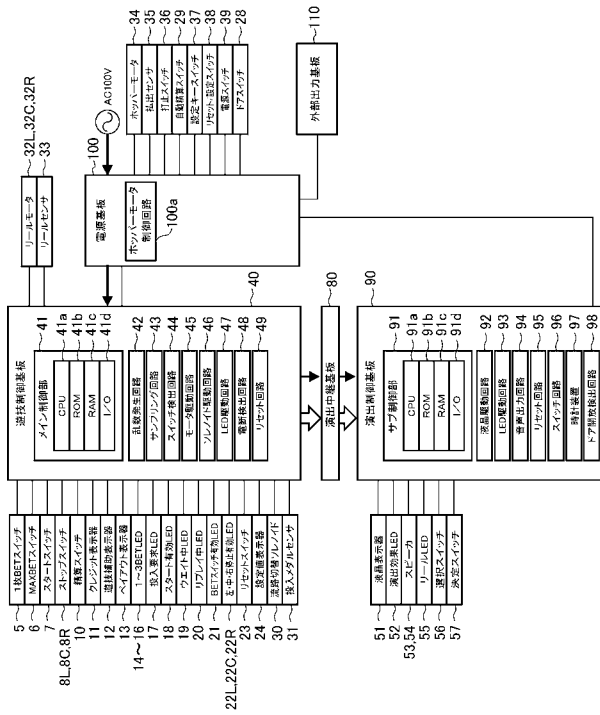 32L,32C,32R
33
リールモータ
リールセンサ
100
AC100V
34
35
36
29
37
38
39
28
ホッパーモータ
払出センサ
打止スイッチ
自動精算スイッチ
設定キースイッチ
リセット/設定スイッチ
電源スイッチ
ドアスイッチ
電源基板
ホッパーモータ
制御回路
100a
110
外部出力基板
遊技制御基板
40
メイン制御部
41
CPU
41a
ROM
41b
RAM
41c
I/O
41d
乱数発生回路
42
サンプリング回路
43
スイッチ検出回路
44
モータ駆動回路
45
ソレノイド駆動回路
46
LED駆動回路
47
電断検出回路
48
リセット回路
49
5
1枚BETスイッチ
6
MAXBETスイッチ
7
スタートスイッチ
8L,8C,8R
ストップスイッチ
10
精算スイッチ
11
クレジット表示器
12
遊技補助表示器
13
ペイアウト表示器
14〜16
1〜3BETLED
17
投入要求LED
18
スタート有効LED
19
ウエイト中LED
20
リプレイ中LED
21
BETスイッチ有効LED
22L,22C,22R
左・中・右停止有効LED
23
リセットスイッチ
24
設定値表示器
30
流路切替ソレノイド
31
投入メダルセンサ
80
演出中継基板
90
演出制御基板
サブ制御部
91
CPU
91a
ROM
91b
RAM
91c
I/O
91d
液晶駆動回路
92
LED駆動回路
93
音声出力回路
94
リセット回路
95
スイッチ回路
96
時計装置
97
ドア開放検出回路
98
51
液晶表示器
52
演出効果LED
53,54
スピーカ
55
リールLED
56
選択スイッチ
57
決定スイッチ